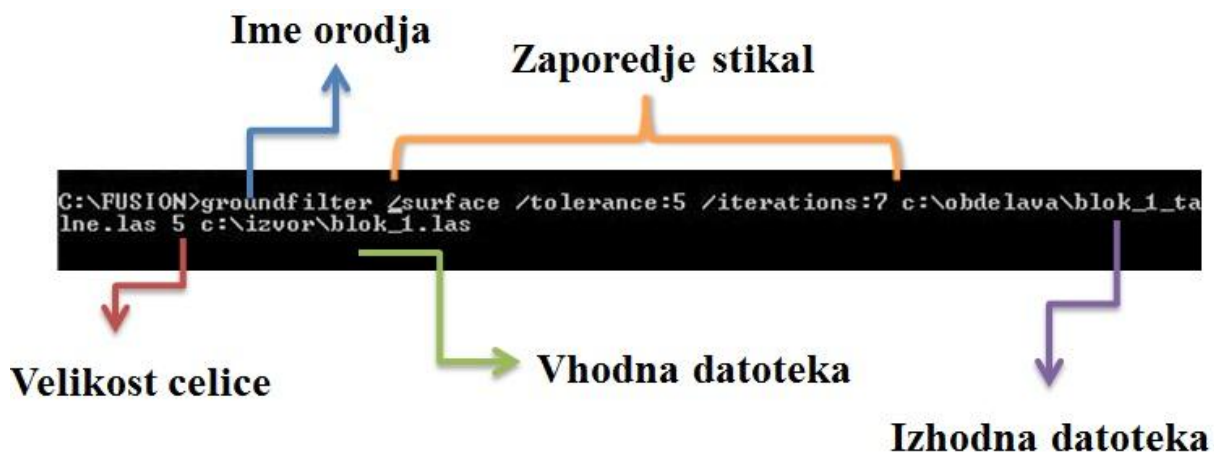 Ime orodja
Zaporedje stikal
C:\FUSION>groundfilter /surface /tolerance:5 /iterations:7 c:\obdelava\blok_1_ta
lne.las 5 c:\izvor\blok_1.las
Velikost celice
Vhodna datoteka
Izhodna datoteka